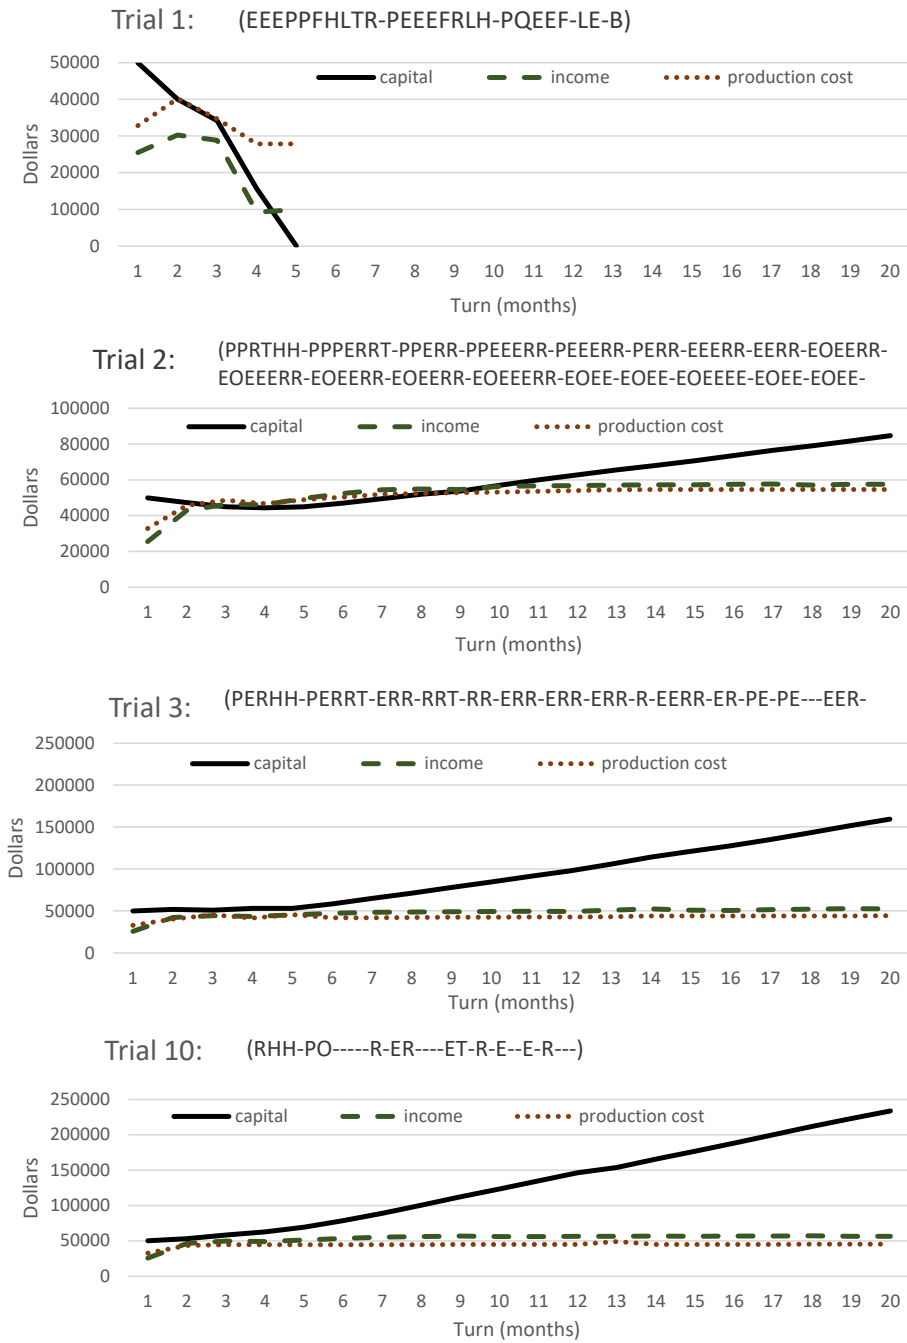 Trial 1: (EEEPPFHLTR-PEEEFRLH-PQEEF-LE-B)
50000
capital income production cost
40000
30000
20000
10000
0
Dollars
1 2 3 4 5 6 7 8 9 10 11 12 13 14 15 16 17 18 19 20
Turn (months)
Trial 2: (PPRTHH-PPPERRT-PPERR-PPEEERR-PEEERR-PERR-EEERR-EERR-EOEERR-
EOEEERR-EOEERR-EOEERR-EOEEERR-EOEE-EOEE-EOEEEE-EOEE-EOEE-
100000
capital income production cost
80000
60000
40000
20000
0
Dollars
1 2 3 4 5 6 7 8 9 10 11 12 13 14 15 16 17 18 19 20
Turn (months)
Trial 3: (PERHH-PERRT-ERR-RRT-RR-ERR-ERR-ERR-R-EERR-ER-PE-PE---EER-
250000
capital income production cost
200000
150000
100000
50000
0
Dollars
1 2 3 4 5 6 7 8 9 10 11 12 13 14 15 16 17 18 19 20
Turn (months)
Trial 10: (RHH-PO-----R-ER----ET-R-E--E-R---)
250000
capital income production cost
200000
150000
100000
50000
0
Dollars
1 2 3 4 5 6 7 8 9 10 11 12 13 14 15 16 17 18 19 20
Turn (months)